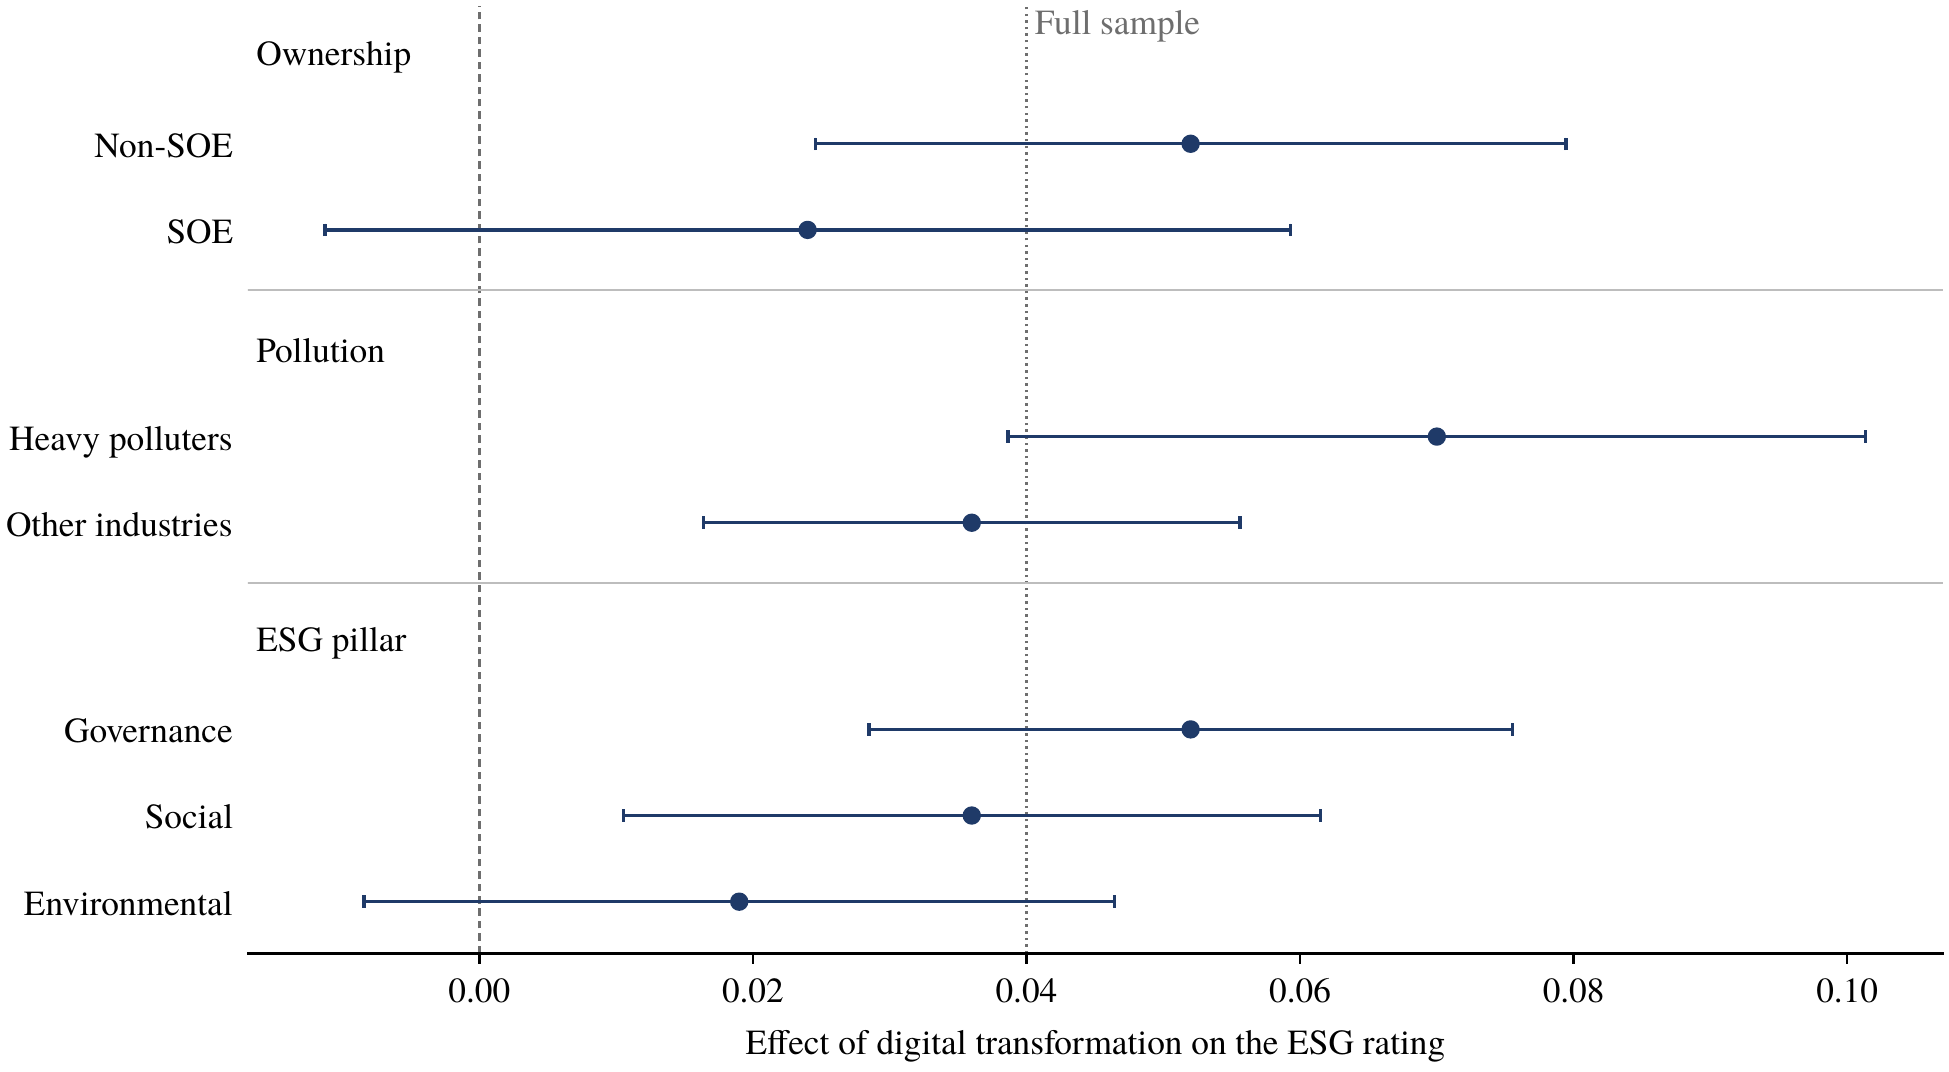 Full sample
Ownership
Non-SOE
SOE
Pollution
Heavy polluters
Other industries
ESG pillar
Governance
Social
Environmental
0.00 0.02 0.04 0.06 0.08 0.10
Effect of digital transformation on the ESG rating